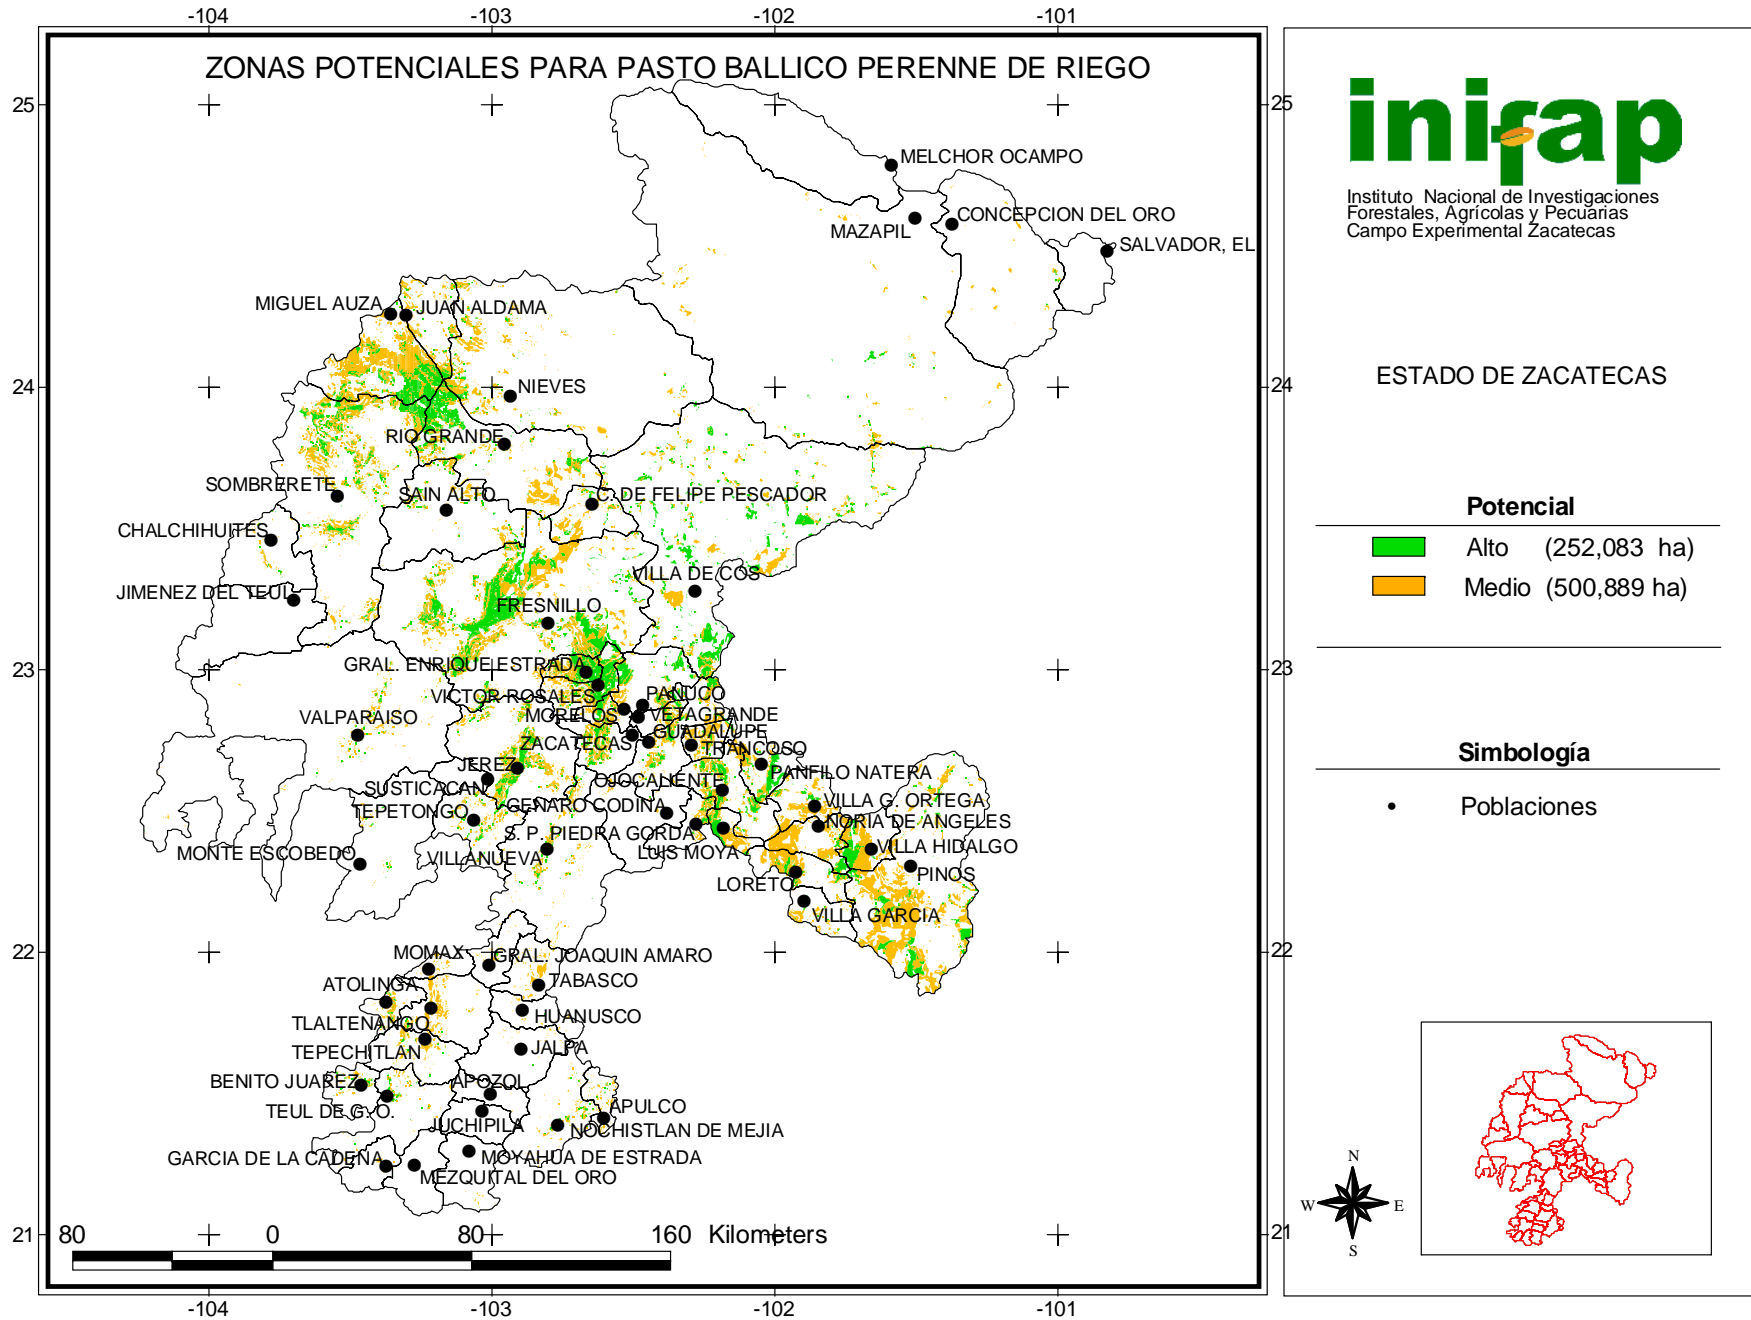 -104 -103 -102 -101
ZONAS POTENCIALES PARA PASTO BALLICO PERENNE DE RIEGO
25 25
MELCHOR OCAMPO
CONCEPCION DEL ORO
MAZAPIL
SALVADOR, EL
MIGUEL AUZA
JUAN ALDAMA
24 24
NIEVES
RIO GRANDE
SOMBRERETE
SAIN ALTO
C. DE FELIPE PESCADOR
CHALCHIHUITES
VILLA DE COS
JIMENEZ DEL TEUL
FRESNILLO
23 23
GRAL. ENRIQUE ESTRADA
VICTOR ROSALES
PANUCO
VALPARAISO
MORELOS
VETAGRANDE
GUADALUPE
ZACATECAS
TRANCOSO
JEREZ
PANFILO NATERA
SUSTICACAN
OJOCALIENTE
TEPETONGO
GENARO CODINA
VILLA G. ORTEGA
NORIA DE ANGELES
S. P. PIEDRA GORDA
VILLA HIDALGO
MONTE ESCOBEDO
VILLANUEVA
LUIS MOYA
PINOS
LORETO
VILLA GARCIA
22 22
MOMAX
GRAL. JOAQUIN AMARO
ATOLINGA
TABASCO
TLALTENANGO
HUANUSCO
TEPECHITLAN
JALPA
BENITO JUAREZ
APOZOL
TEUL DE G. O.
APULCO
JUCHIPILA
NOCHISTLAN DE MEJIA
GARCIA DE LA CADENA
MOYAHUA DE ESTRADA
MEZQUITAL DEL ORO
21 21
80 0 80 160 Kilometers
-104 -103 -102 -101
inifap
Instituto Nacional de Investigaciones
Forestales, Agrícolas y Pecuarias
Campo Experimental Zacatecas
ESTADO DE ZACATECAS
Potencial
Alto (252,083 ha)
Medio (500,889 ha)
Simbología
Poblaciones
N
W E
S